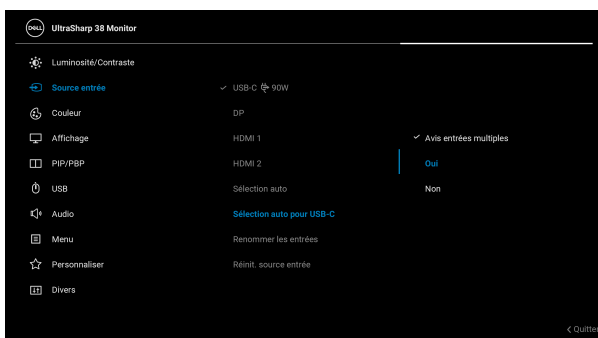 DELL UltraSharp 38 Monitor
Luminosité/Contraste
Source entrée
Couleur
Affichage
PIP/PBP
USB
Audio
Menu
Personnaliser
Divers
USB-C 90W
DP
HDMI 1
HDMI 2
Sélection auto
Sélection auto pour USB-C
Renommer les entrées
Réinit. source entrée
Avis entrées multiples
Oui
Non
Quitter